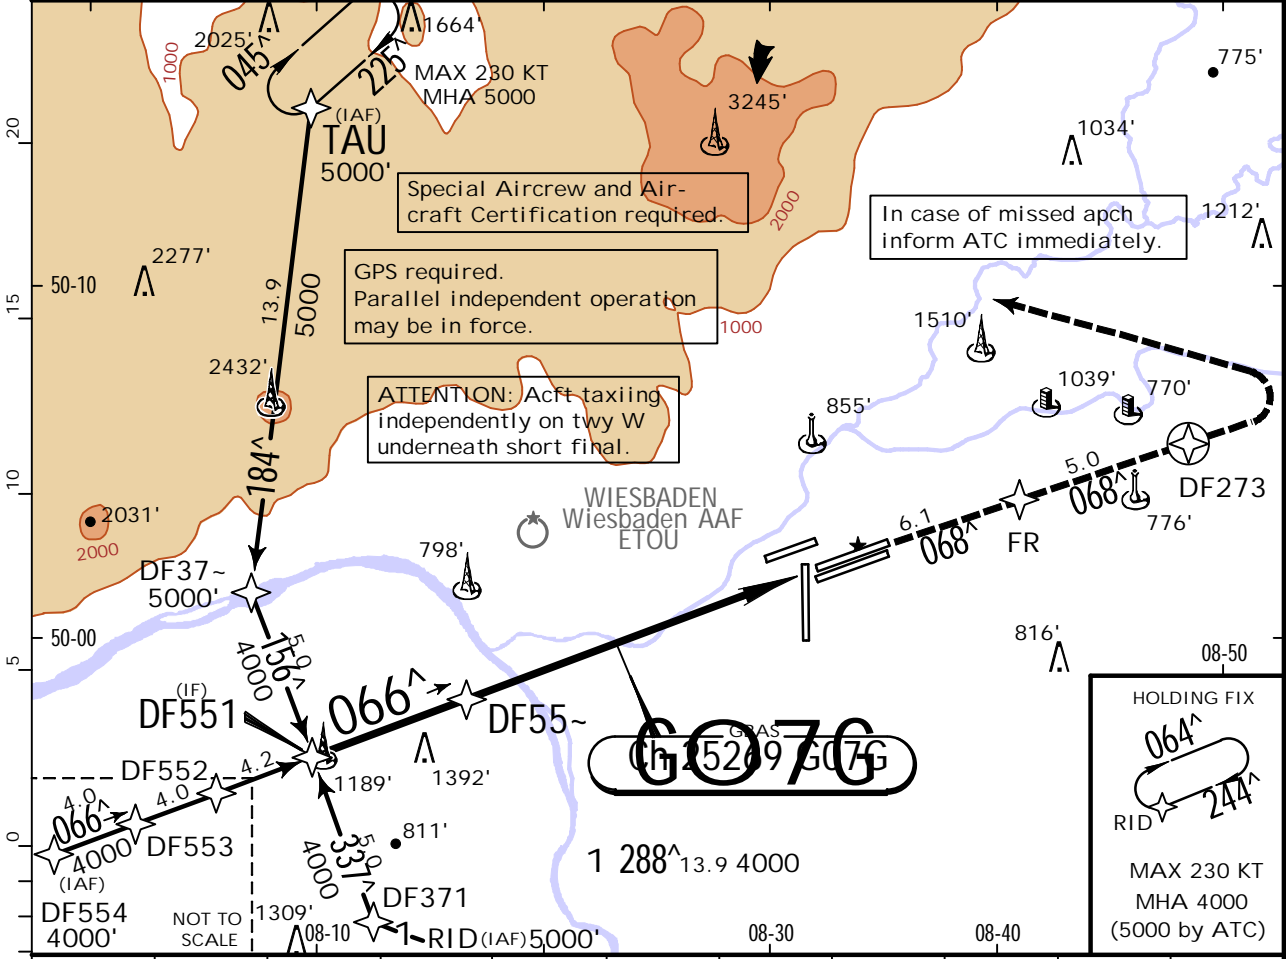 2025'
1664'
1000
045^
225^
MAX 230 KT
MHA 5000
3245'
775'
1034'
(IAF)
TAU
5000'
20
Special Aircrew and Air-
craft Certification required.
2000
In case of missed apch
inform ATC immediately.
1212'
2277'
50-10
15
GPS required.
Parallel independent operation
may be in force.
1000
13.9
5000
1510'
2432'
ATTENTION: Acft taxiing
independently on twy W
underneath short final.
1039'
770'
855'
184^
10
2031'
2000
WIESBADEN
Wiesbaden AAF
ETOU
5.0
068^
DF273
776'
6.1
068^
FR
798'
DF37~
5000'
50-00
5
5.0
156^
4000
816'
08-50
(IF)
DF551
066^
DF55~
GBAS
Ch 25269 G07G
GO7G
1392'
1189'
DF552
4.2
4.0
4.0
066^
4000
DF553
0
(IAF)
DF554
4000'
811'
5.0
337^
4000
1 288^ 13.9 4000
DF371
1309'
NOT TO
SCALE
08-10
1 RID (IAF) 5000'
08-30
08-40
HOLDING FIX
064^
244^
RID
MAX 230 KT
MHA 4000
(5000 by ATC)